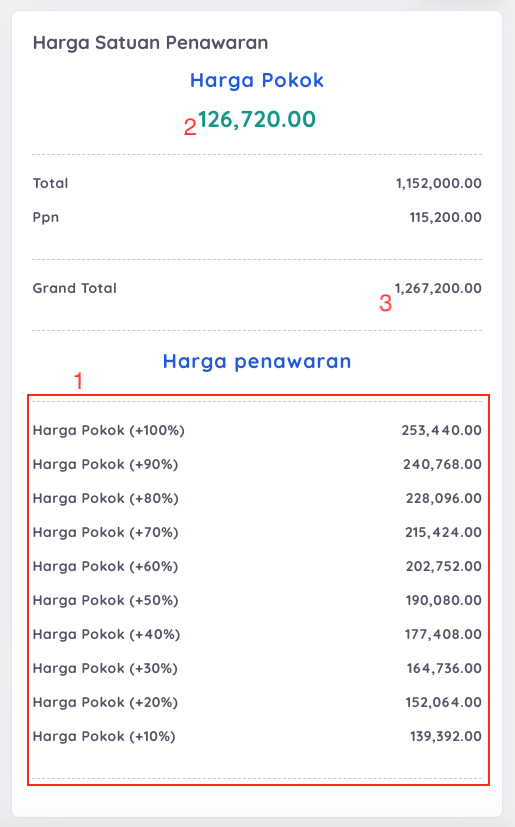 Harga Satuan Penawaran
Harga Pokok
2 126,720.00
Total 1,152,000.00
Ppn 115,200.00
Grand Total 1,267,200.00
3
Harga penawaran
1
Harga Pokok (+100%) 253,440.00
Harga Pokok (+90%) 240,768.00
Harga Pokok (+80%) 228,096.00
Harga Pokok (+70%) 215,424.00
Harga Pokok (+60%) 202,752.00
Harga Pokok (+50%) 190,080.00
Harga Pokok (+40%) 177,408.00
Harga Pokok (+30%) 164,736.00
Harga Pokok (+20%) 152,064.00
Harga Pokok (+10%) 139,392.00